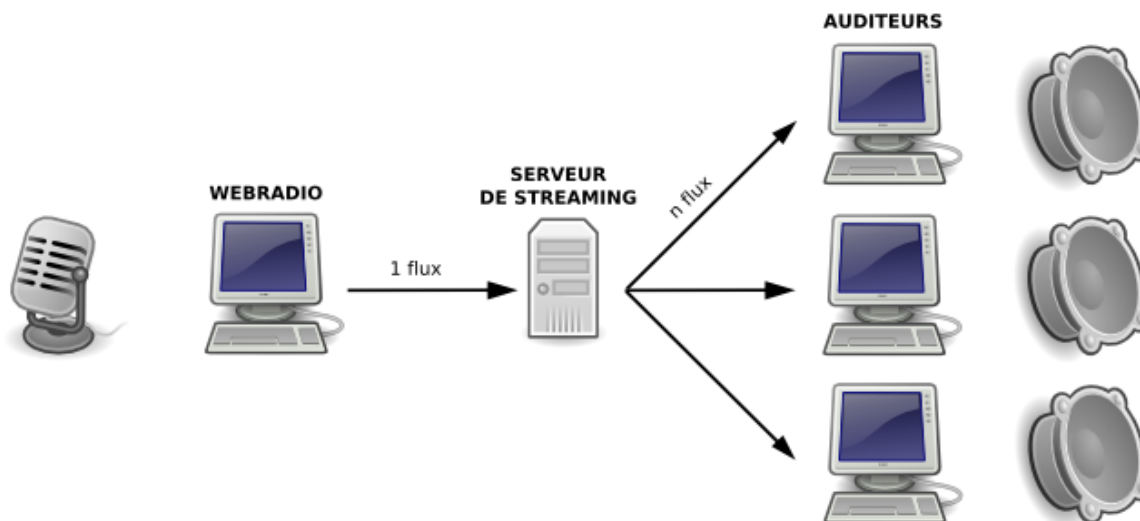 AUDITEURS
WEBRADIO
SERVEUR
DE STREAMING
1 flux
n flux